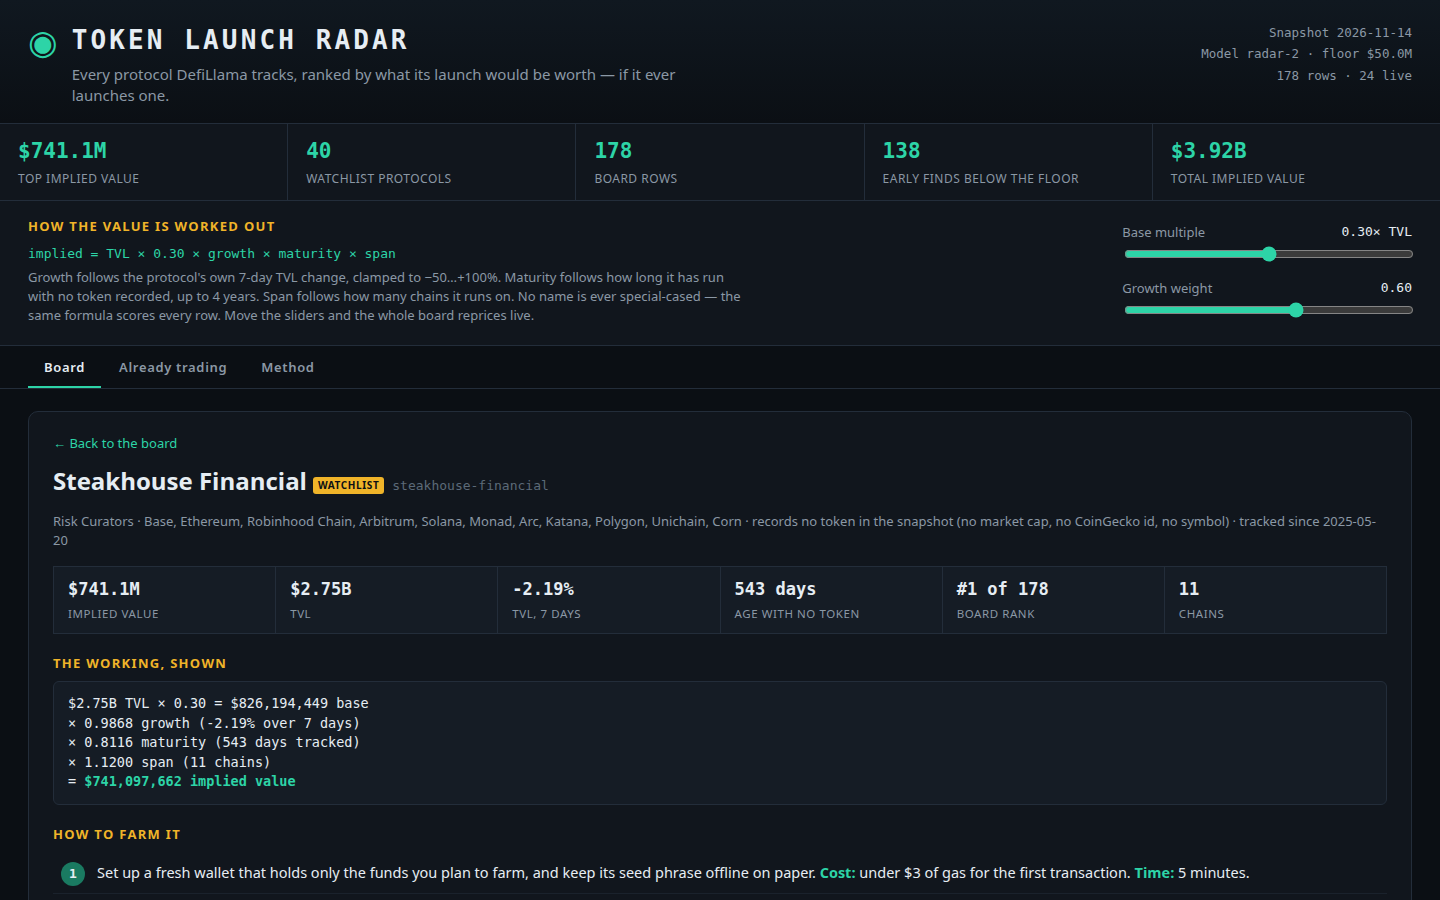 TOKEN LAUNCH RADAR
Every protocol DefiLlama tracks, ranked by what its launch would be worth — if it ever
launches one.
Snapshot 2026-11-14
Model radar-2 · floor $50.0M
178 rows · 24 live
$741.1M
TOP IMPLIED VALUE
40
WATCHLIST PROTOCOLS
178
BOARD ROWS
138
EARLY FINDS BELOW THE FLOOR
$3.92B
TOTAL IMPLIED VALUE
HOW THE VALUE IS WORKED OUT
implied = TVL × 0.30 × growth × maturity × span
Growth follows the protocol's own 7-day TVL change, clamped to −50…+100%. Maturity follows how long it has run
with no token recorded, up to 4 years. Span follows how many chains it runs on. No name is ever special-cased — the
same formula scores every row. Move the sliders and the whole board reprices live.
Base multiple 0.30× TVL
Growth weight 0.60
Board Already trading Method
← Back to the board
Steakhouse Financial WATCHLIST steakhouse-financial
Risk Curators · Base, Ethereum, Robinhood Chain, Arbitrum, Solana, Monad, Arc, Katana, Polygon, Unichain, Corn · records no token in the snapshot (no market cap, no CoinGecko id, no symbol) · tracked since 2025-05-
20
$741.1M
IMPLIED VALUE
$2.75B
TVL
-2.19%
TVL, 7 DAYS
543 days
AGE WITH NO TOKEN
#1 of 178
BOARD RANK
11
CHAINS
THE WORKING, SHOWN
$2.75B TVL × 0.30 = $826,194,449 base
× 0.9868 growth (-2.19% over 7 days)
× 0.8116 maturity (543 days tracked)
× 1.1200 span (11 chains)
= $741,097,662 implied value
HOW TO FARM IT
1 Set up a fresh wallet that holds only the funds you plan to farm, and keep its seed phrase offline on paper. Cost: under $3 of gas for the first transaction. Time: 5 minutes.